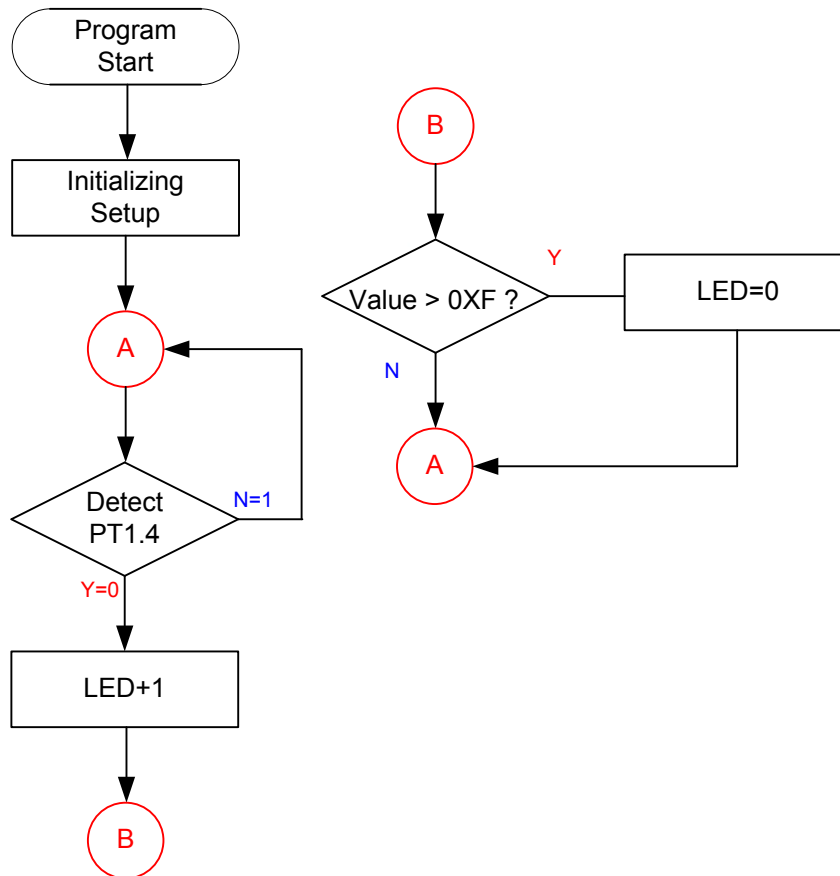 Program
Start
Initializing
Setup
A
Detect
PT1.4
N=1
Y=0
LED+1
B
B
Value > 0XF ?
Y
N
LED=0
A